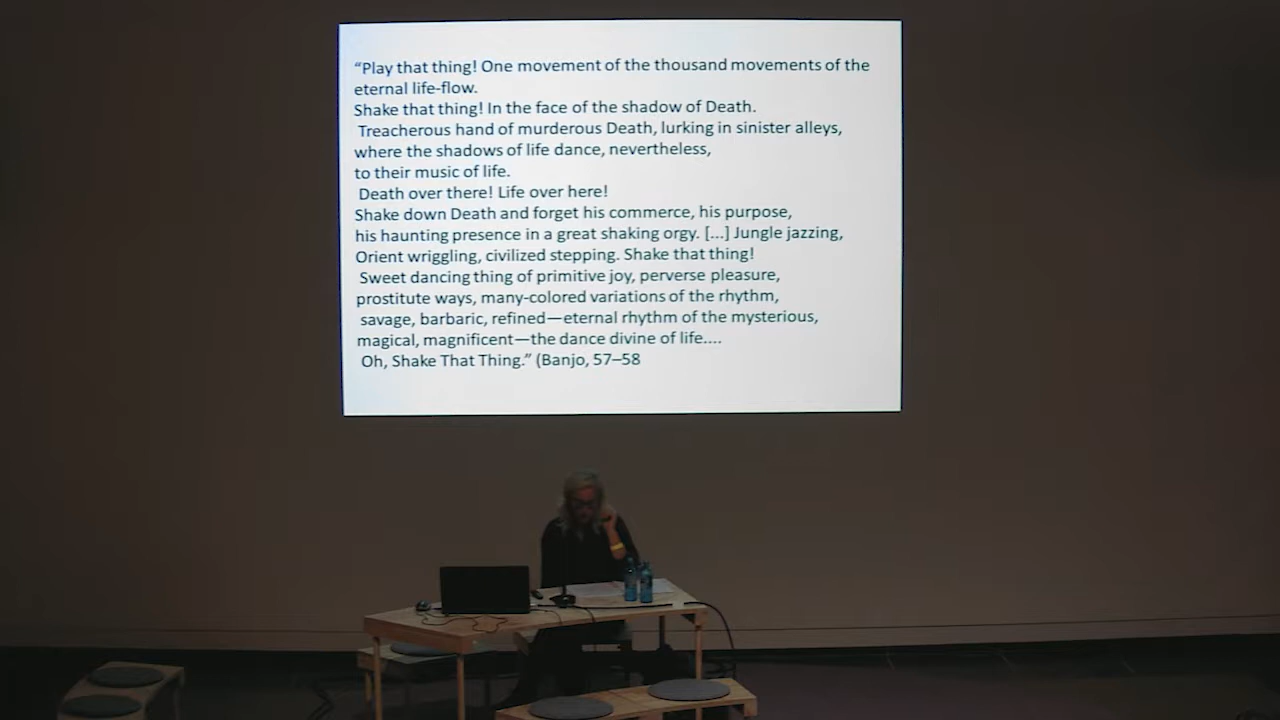 “Play that thing! One movement of the thousand movements of the
eternal life-flow.
Shake that thing! In the face of the shadow of Death.
Treacherous hand of murderous Death, lurking in sinister alleys,
where the shadows of life dance, nevertheless,
to their music of life.
Death over there! Life over here!
Shake down Death and forget his commerce, his purpose,
his haunting presence in a great shaking orgy. [...] Jungle jazzing,
Orient wriggling, civilized stepping. Shake that thing!
Sweet dancing thing of primitive joy, perverse pleasure,
prostitute ways, many-colored variations of the rhythm,
savage, barbaric, refined—eternal rhythm of the mysterious,
magical, magnificent—the dance divine of life....
Oh, Shake That Thing.” (Banjo, 57–58